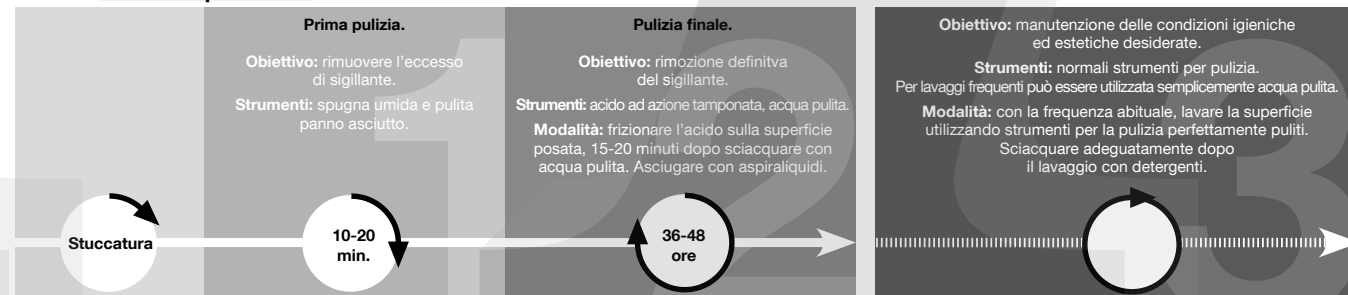 Prima pulizia.
Obiettivo: rimuovere l'eccesso
di sigillante.
Strumenti: spugna umida e pulita
panno asciutto.
Pulizia finale.
Obiettivo: rimozione definitva
del sigillante.
Strumenti: acido ad azione tamponata, acqua pulita.
Modalità: frizionare l'acido sulla superficie
posata, 15-20 minuti dopo sciacquare con
acqua pulita. Asciugare con aspiraliquidi.
Obiettivo: manutenzione delle condizioni igieniche
ed estetiche desiderate.
Strumenti: normali strumenti per pulizia.
Per lavaggi frequenti può essere utilizzata semplicemente acqua pulita.
Modalità: con la frequenza abituale, lavare la superficie
utilizzando strumenti per la pulizia perfettamente puliti.
Sciacquare adeguatamente dopo
il lavaggio con detergenti.
Stuccatura
10-20
min.
36-48
ore
1
2
3